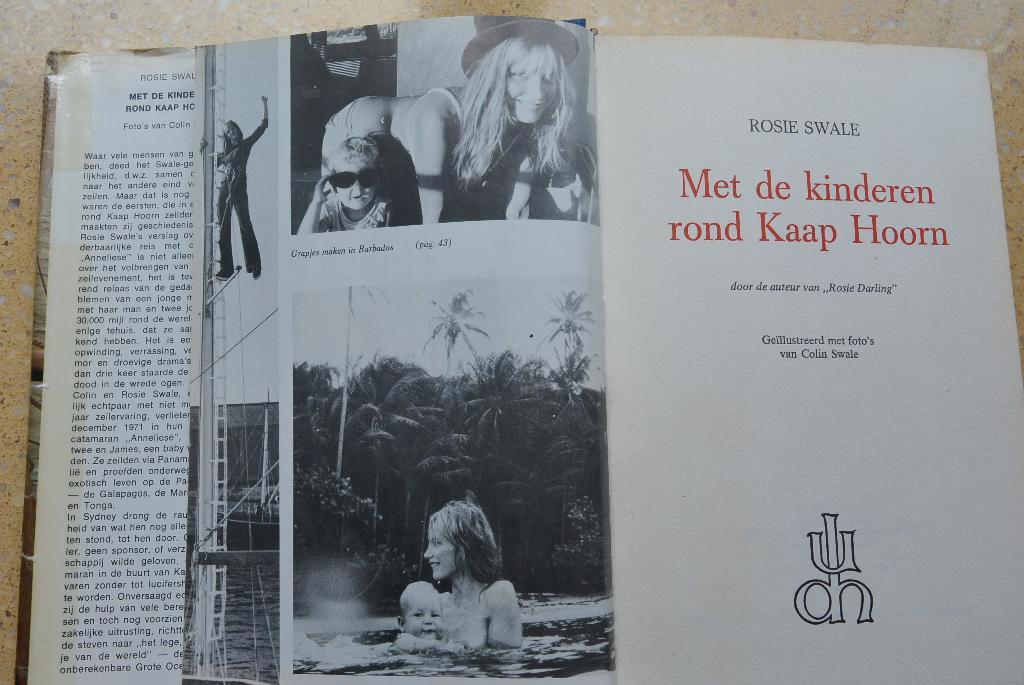 ROSIE SWAL
MET DE KINDE
ROND KAAP HO
Foto's van Colin
Waar vele mensen van g
ben, deed het Swale-ge
lijkheid, d.w.z. samen
naar het andere eind v
zeilen. Maar dat is nog
waren de eersten, die in
rond Kaap Hoorn zeilden
maakten zij geschiedenis
Rosie Swale's verslag ov
derbaarlijke reis met
„Anneliese" is niet allee
over het volbrengen van
zeilevenement, het is tev
rend relaas van de geda
blemen van een jonge m
met haar man en twee
30.000 mijl rond de werel
enige tehuis, dat ze sa
kend hebben. Het is ee
opwinding, verrassing, ve
mor en droevige drama's
dan drie keer staarde de
dood in de wrede ogen.
Colin en Rosie Swale,
lijk echtpaar met niet m
jaar zeilervaring, verliete
december 1971 in hun
catamaran „Anneliese",
twee en James, een baby
den. Ze zeilden via Panam
lië en proefden onderweg
exotisch leven op de Pa
— de Galapagos, de Mar
en Tonga.
In Sydney drong de rau
heid van wat hen nog alle
ten stond, tot hen door.
ler, geen sponsor, of verz
schappij wilde geloven,
maran in de buurt van Ka
varen zonder tot lucifersh
te worden. Onversaagd
zij de hulp van vele bere
sen en toch nog voorzien
zakelijke uitrusting, richtt
de steven naar „het lege,
je van de wereld" — de
onberekenbare Grote Oce
Grapjes maken in Barbados (pag. 43)
ROSIE SWALE
Met de kinderen
rond Kaap Hoorn
door de auteur van „Rosie Darling"
Geïllustreerd met foto's
van Colin Swale